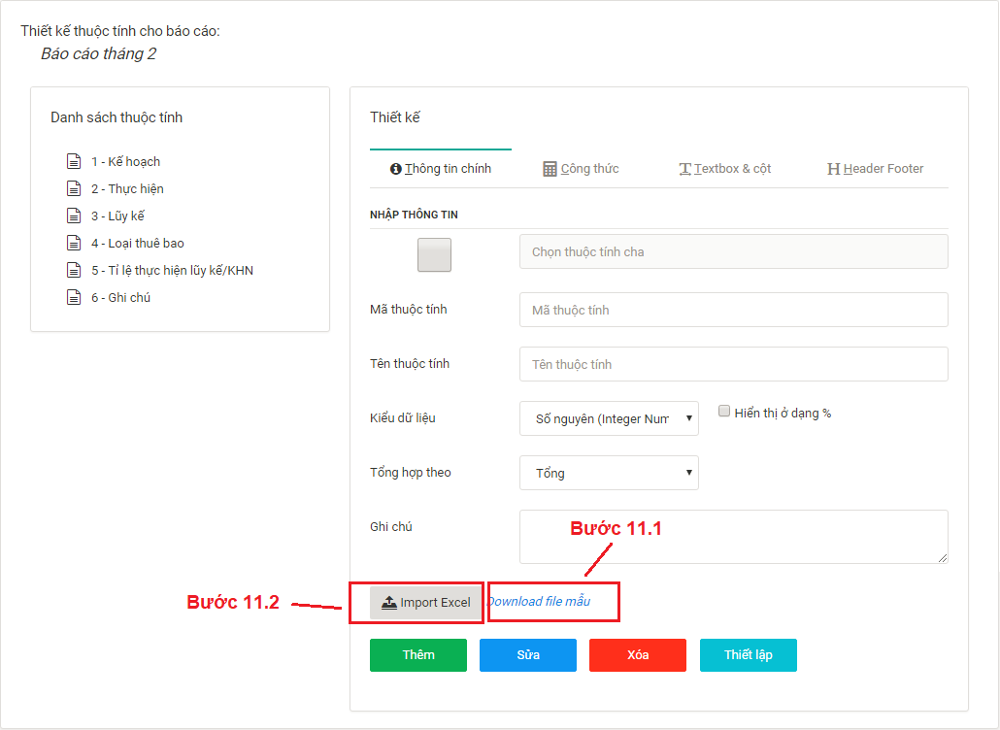 Thiết kế thuộc tính cho báo cáo:
Báo cáo tháng 2
Danh sách thuộc tính
1 - Kế hoạch
2 - Thực hiện
3 - Lũy kế
4 - Loại thuê bao
5 - Tỉ lệ thực hiện lũy kế/KHN
6 - Ghi chú
Thiết kế
Thông tin chính
Công thức
Textbox & cột
Header Footer
NHẬP THÔNG TIN
Chọn thuộc tính cha
Mã thuộc tính
Mã thuộc tính
Tên thuộc tính
Tên thuộc tính
Kiểu dữ liệu
Số nguyên (Integer Num
Hiển thị ở dạng %
Tổng hợp theo
Tổng
Ghi chú
Bước 11.1
Bước 11.2
Import Excel
Download file mẫu
Thêm
Sửa
Xóa
Thiết lập